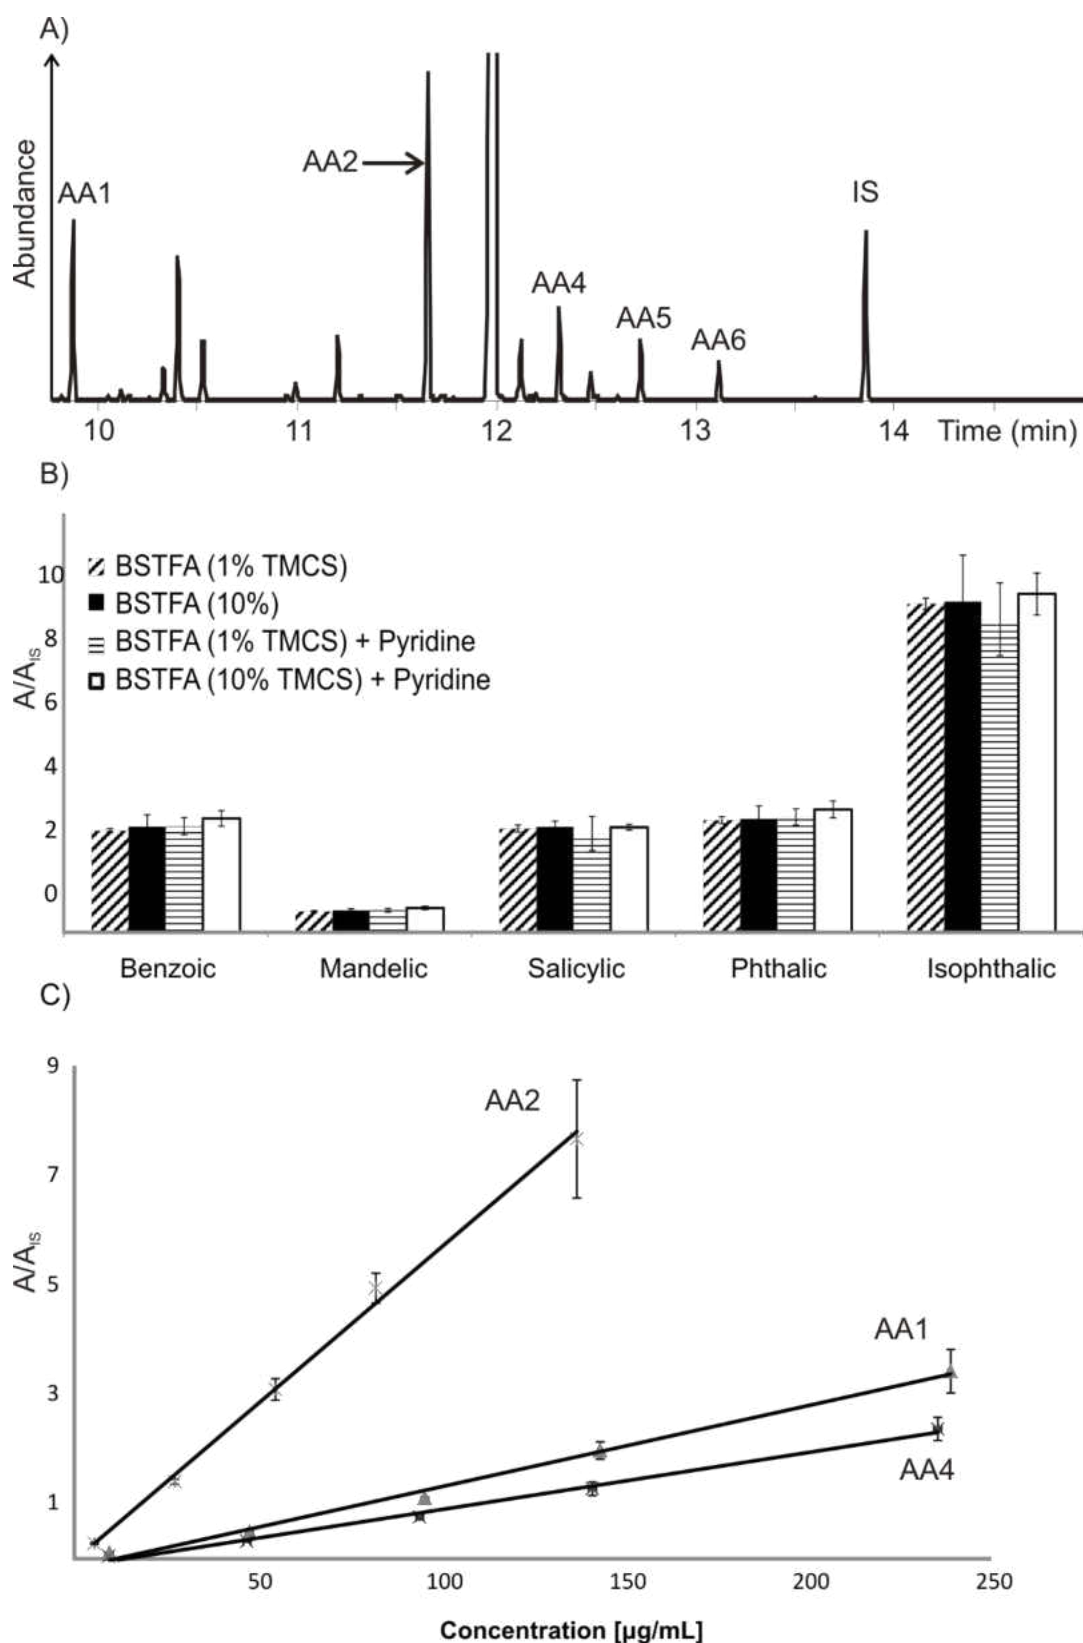 A)
Abundance
AA1
AA2
AA4
AA5
AA6
IS
10 11 12 13 14 Time (min)
B)
A/AIS
10
8
6
4
2
0
BSTFA (1% TMCS)
BSTFA (10%)
BSTFA (1% TMCS) + Pyridine
BSTFA (10% TMCS) + Pyridine
Benzoic Mandelic Salicylic Phthalic Isophthalic
C)
A/AIS
9
7
5
3
1
AA2
AA1
AA4
50 100 150 200 250
Concentration [µg/mL]